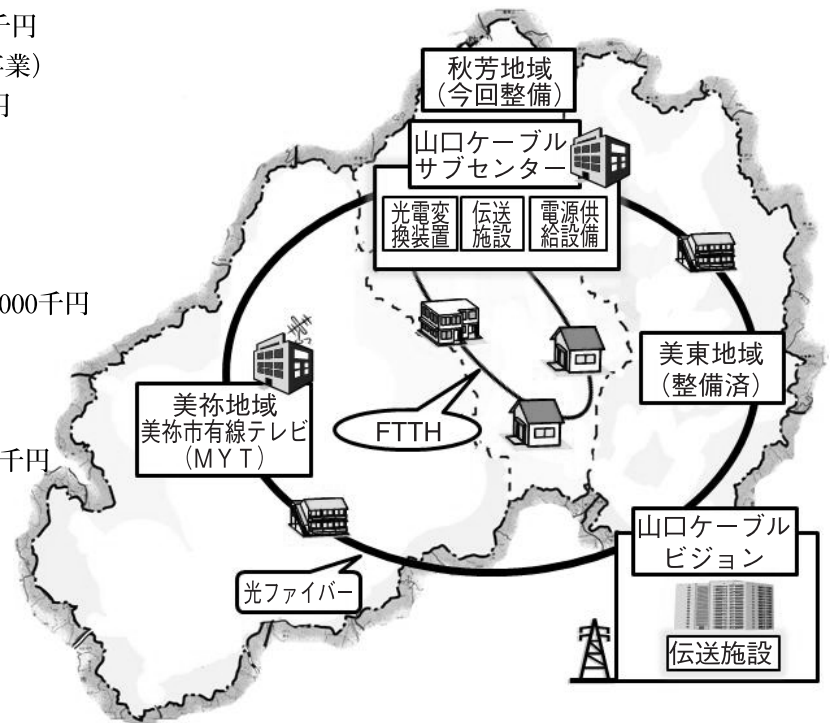 千円
業)
円
000千円
千円
秋芳地域
(今回整備)
山口ケーブル
サブセンター
光電変
換装置
伝送
施設
電源供
給設備
美祢地域
美祢市有線テレビ
(MYT)
FTTH
美東地域
(整備済)
光ファイバー
山口ケーブル
ビジョン
伝送施設